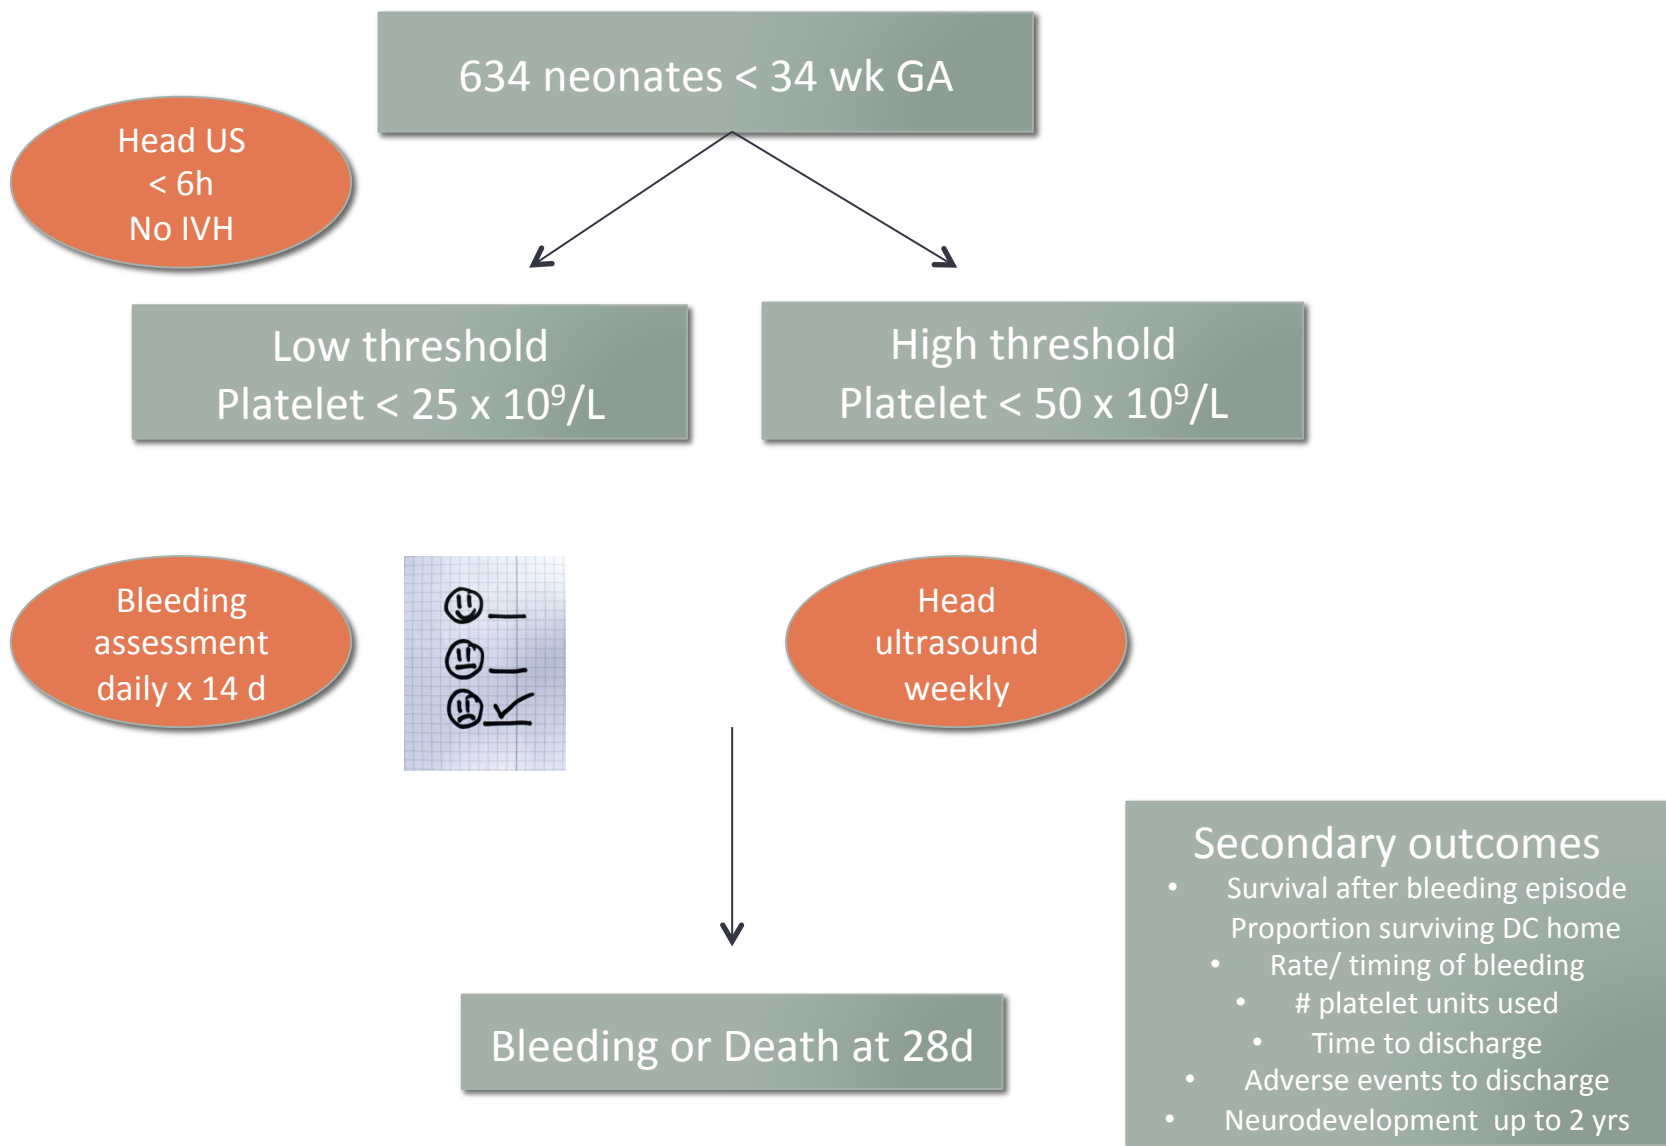 634 neonates < 34 wk GA
Head US
< 6h
No IVH
Low threshold
Platelet < 25 x 10⁹/L
High threshold
Platelet < 50 x 10⁹/L
Bleeding
assessment
daily x 14 d
Head
ultrasound
weekly
Bleeding or Death at 28d
Secondary outcomes
• Survival after bleeding episode
Proportion surviving DC home
• Rate/ timing of bleeding
• # platelet units used
• Time to discharge
• Adverse events to discharge
• Neurodevelopment up to 2 yrs